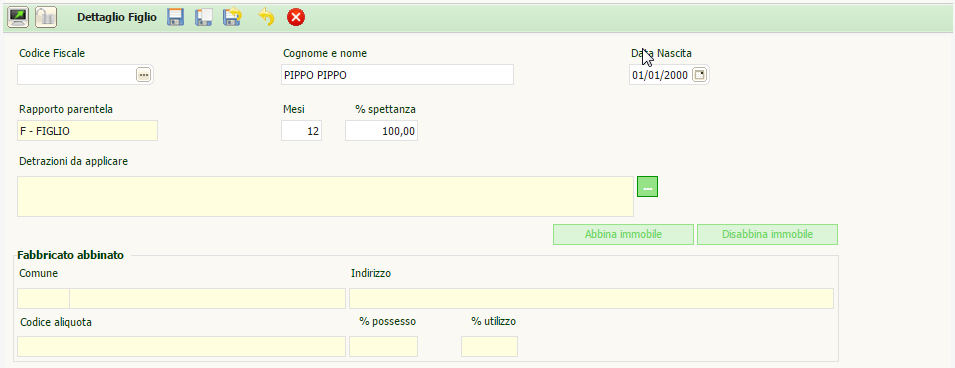 Dettaglio Figlio
Codice Fiscale Cognome e nome Data Nascita
... PIPPO PIPPO 01/01/2000
Rapporto parentela Mesi % spettanza
F - FIGLIO 12 100,00
Detrazioni da applicare
...
Abbina immobile Disabbina immobile
Fabbricato abbinato
Comune Indirizzo
Codice aliquota % possesso % utilizzo